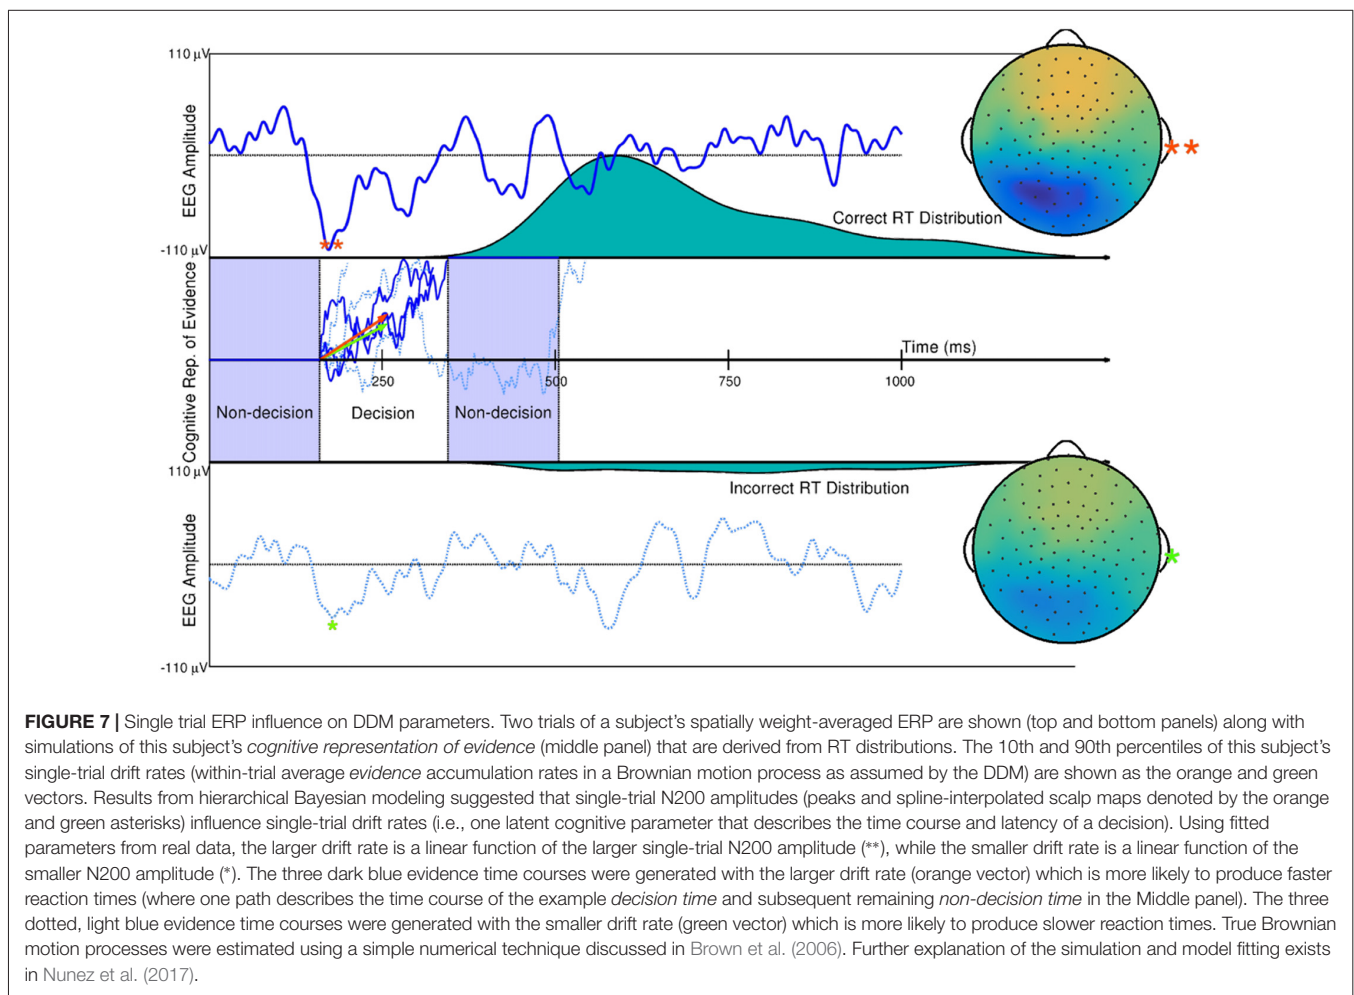 110 µV
EEG Amplitude
-110 µV
**
**
Correct RT Distribution
Cognitive Rep. of Evidence
Time (ms)
250
500
750
1000
Non-decision
Decision
Non-decision
110 µV
Incorrect RT Distribution
EEG Amplitude
*
*
-110 µV
FIGURE 7 | Single trial ERP influence on DDM parameters. Two trials of a subject's spatially weight-averaged ERP are shown (top and bottom panels) along with
simulations of this subject's cognitive representation of evidence (middle panel) that are derived from RT distributions. The 10th and 90th percentiles of this subject's
single-trial drift rates (within-trial average evidence accumulation rates in a Brownian motion process as assumed by the DDM) are shown as the orange and green
vectors. Results from hierarchical Bayesian modeling suggested that single-trial N200 amplitudes (peaks and spline-interpolated scalp maps denoted by the orange
and green asterisks) influence single-trial drift rates (i.e., one latent cognitive parameter that describes the time course and latency of a decision). Using fitted
parameters from real data, the larger drift rate is a linear function of the larger single-trial N200 amplitude (**), while the smaller drift rate is a linear function of the
smaller N200 amplitude (*). The three dark blue evidence time courses were generated with the larger drift rate (orange vector) which is more likely to produce faster
reaction times (where one path describes the time course of the example decision time and subsequent remaining non-decision time in the Middle panel). The three
dotted, light blue evidence time courses were generated with the smaller drift rate (green vector) which is more likely to produce slower reaction times. True Brownian
motion processes were estimated using a simple numerical technique discussed in Brown et al. (2006). Further explanation of the simulation and model fitting exists
in Nunez et al. (2017).